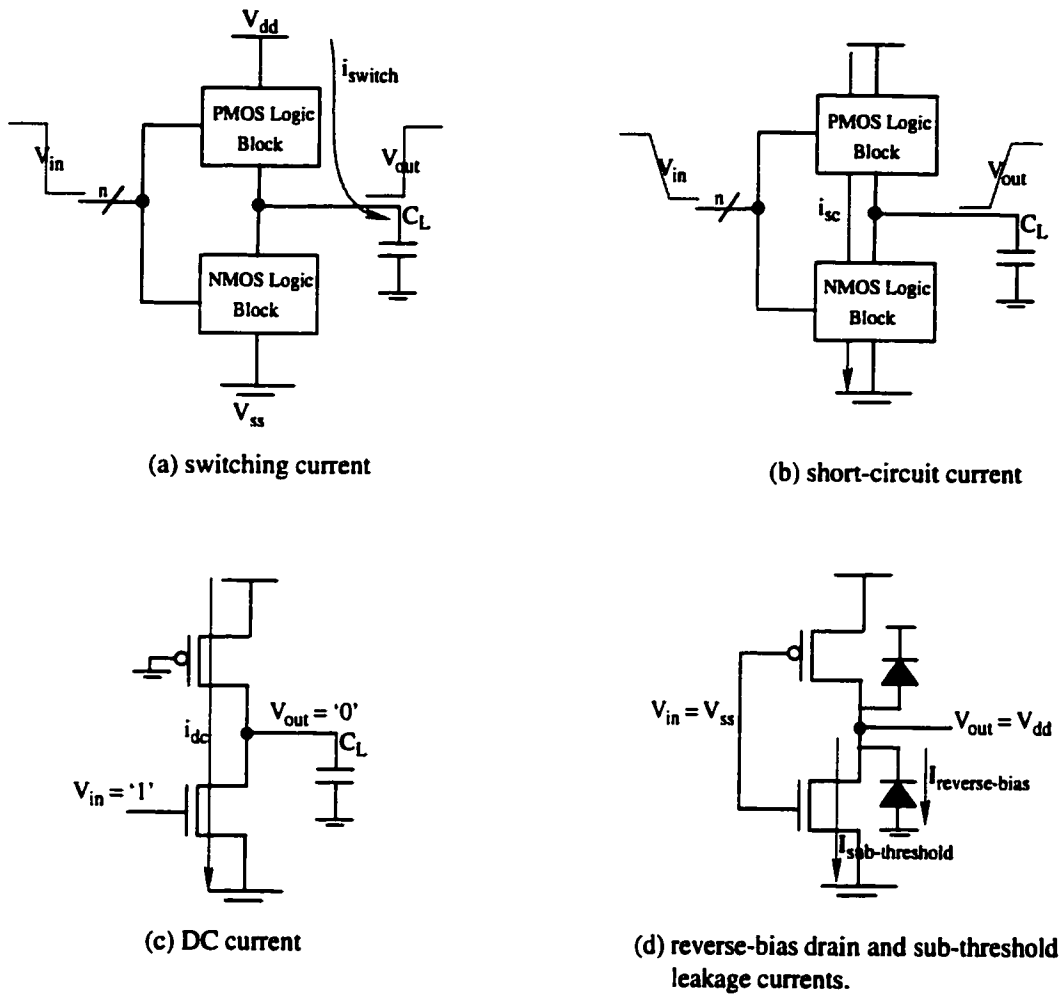 V_dd
i_switch
PMOS Logic
Block
V_in
V_out
n
C_L
NMOS Logic
Block
V_ss
(a) switching current
PMOS Logic
Block
V_in
V_out
n
i_sc
C_L
NMOS Logic
Block
(b) short-circuit current
V_out = '0'
i_dc
C_L
V_in = '1'
(c) DC current
V_in = V_ss
V_out = V_dd
I_reverse-bias
I_sub-threshold
(d) reverse-bias drain and sub-threshold
leakage currents.